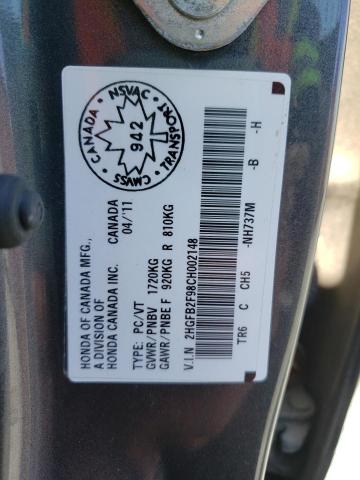 CANADA · NSVAC · TRANSPORT · CMVSS
942
HONDA OF CANADA MFG.,
A DIVISION OF
HONDA CANADA INC. CANADA
04/'11
TYPE: PC/VT
GVWR/PNBV 1720KG
GAWR/PNBE F 920KG R 810KG
V.I.N 2HGFB2F98CH002148
TR6 C CH5 -NH737M -B -H